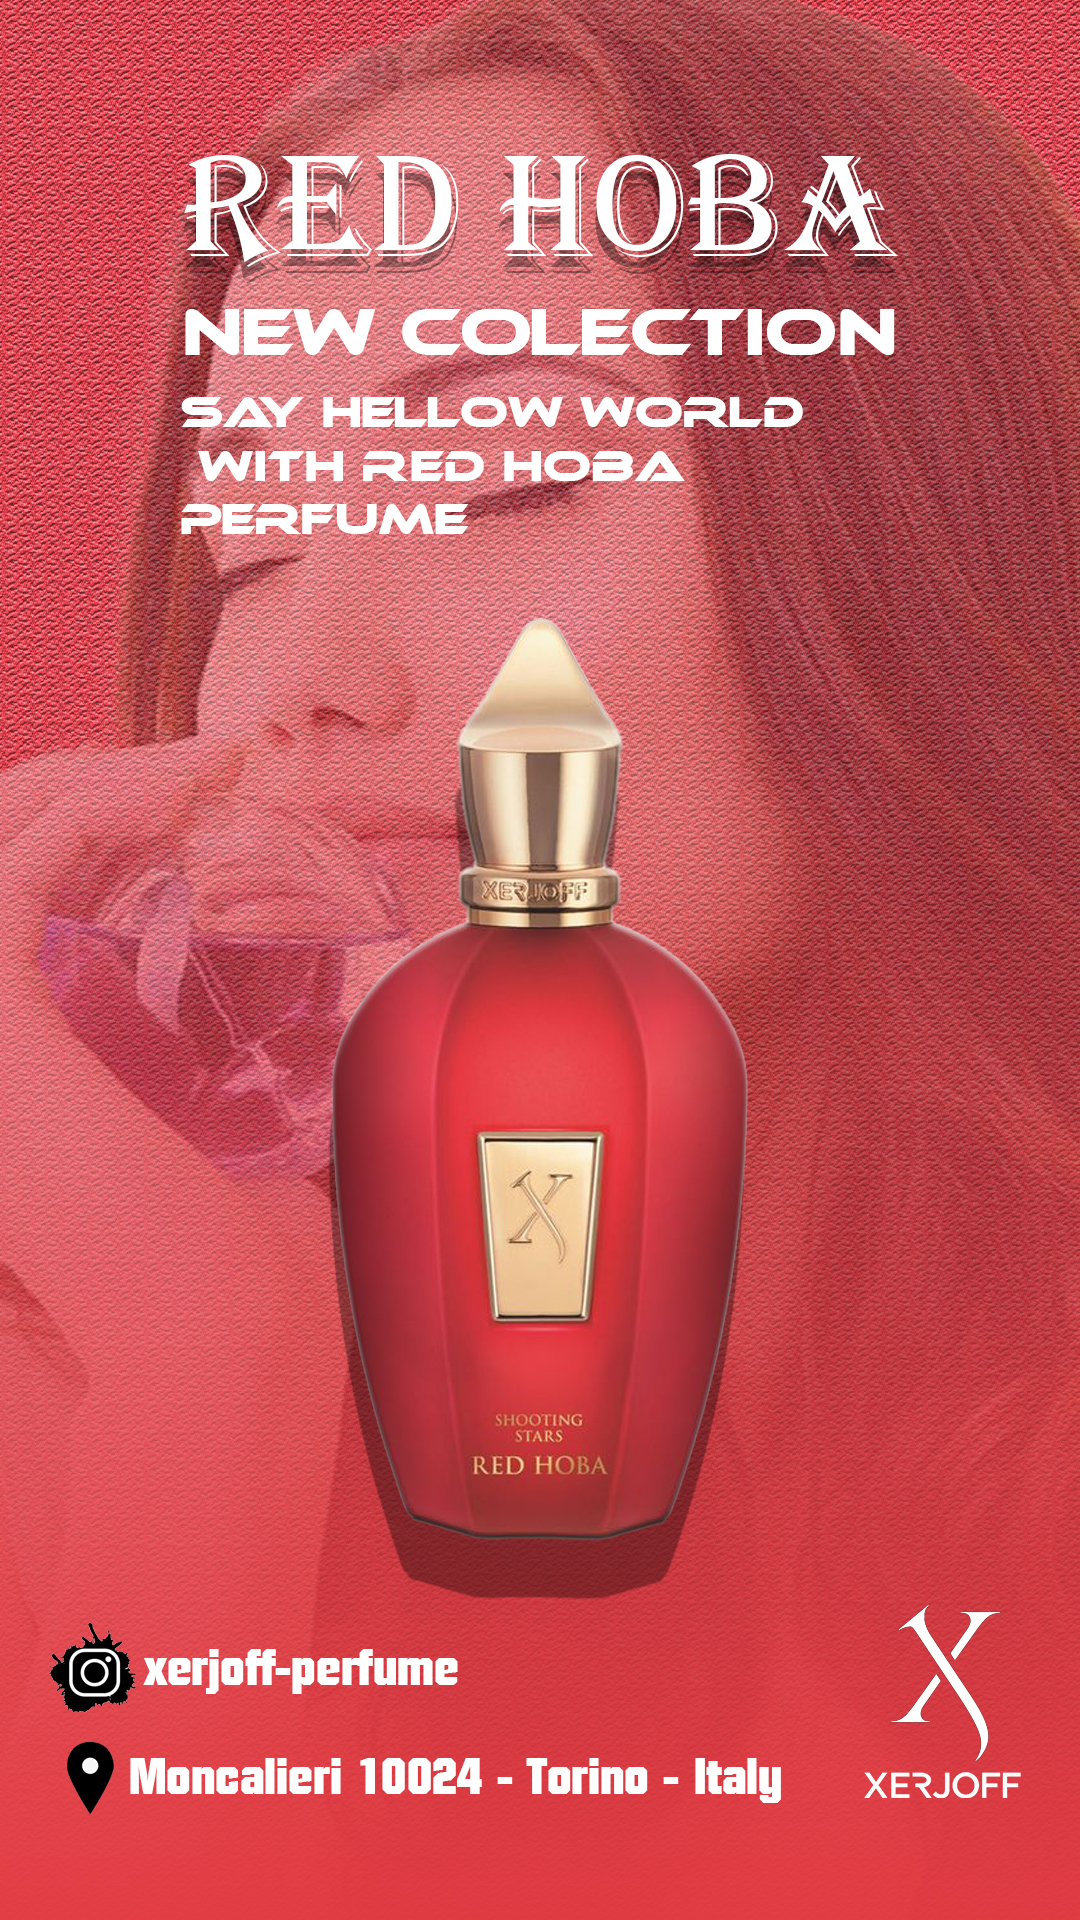 RED HOBA
NEW COLECTION
SAY HELLOW WORLD
WITH RED HOBA
PERFUME
XERJOFF
X
SHOOTING
STARS
RED HOBA
xerjoff-perfume
Moncalieri 10024 - Torino - Italy
X
XERJOFF